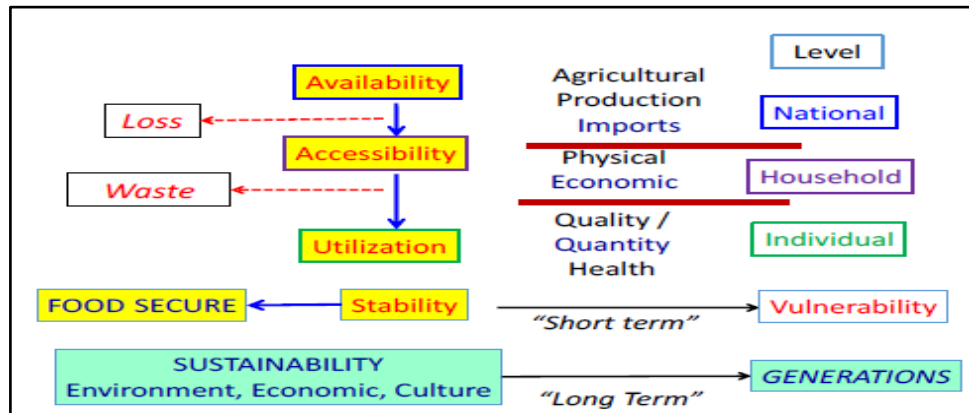 Level
Availability
Agricultural
Production
Imports
National
Loss
Accessibility
Physical
Economic
Household
Waste
Utilization
Quality /
Quantity
Health
Individual
FOOD SECURE
Stability
"Short term"
Vulnerability
SUSTAINABILITY
Environment, Economic, Culture
"Long Term"
GENERATIONS